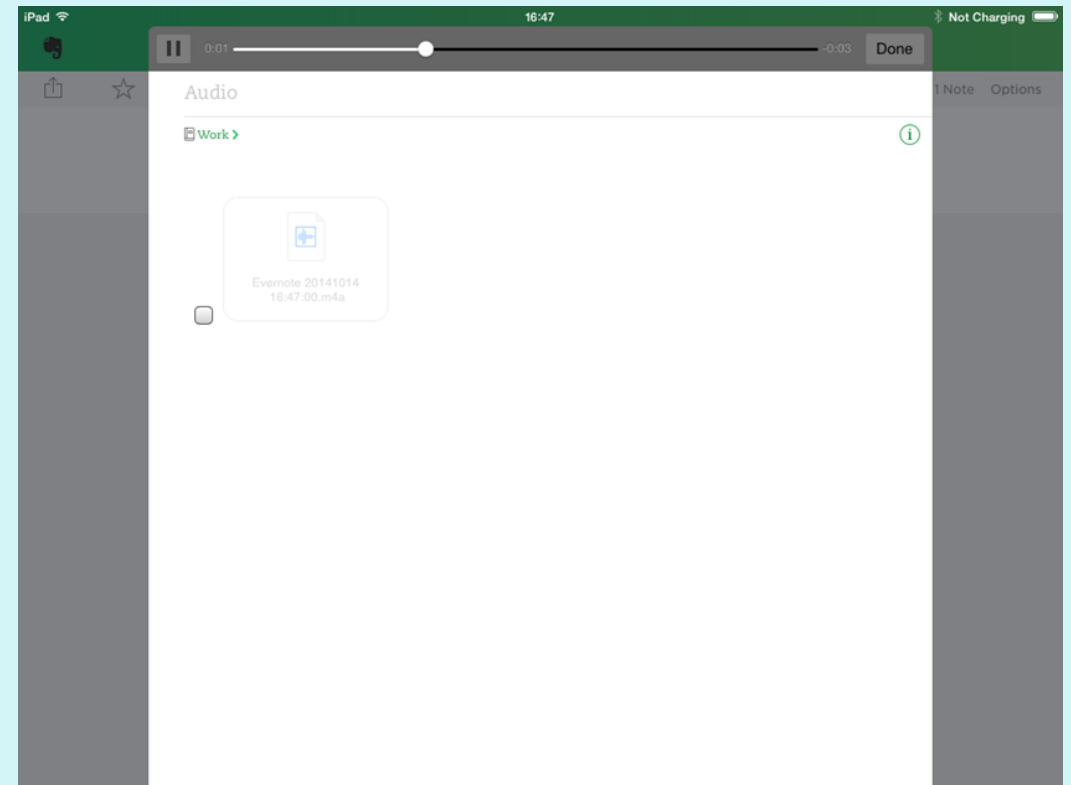 iPad 16:47 Not Charging
0:01 -0:03 Done
1 Note Options
Audio
Work >
i
Evernote 20141014
16:47:00.m4a